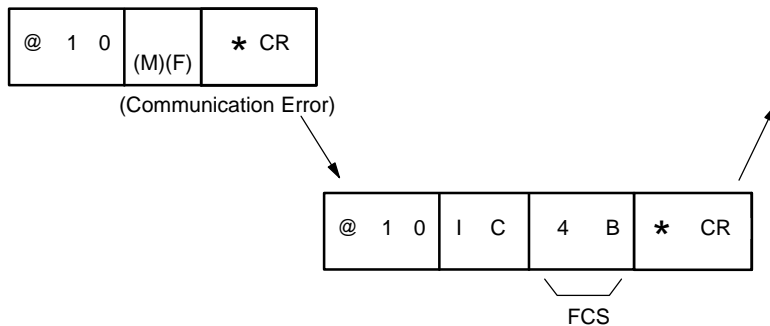 @ 1 0 (M)(F) * CR
(Communication Error)
@ 1 0 I C 4 B * CR
FCS